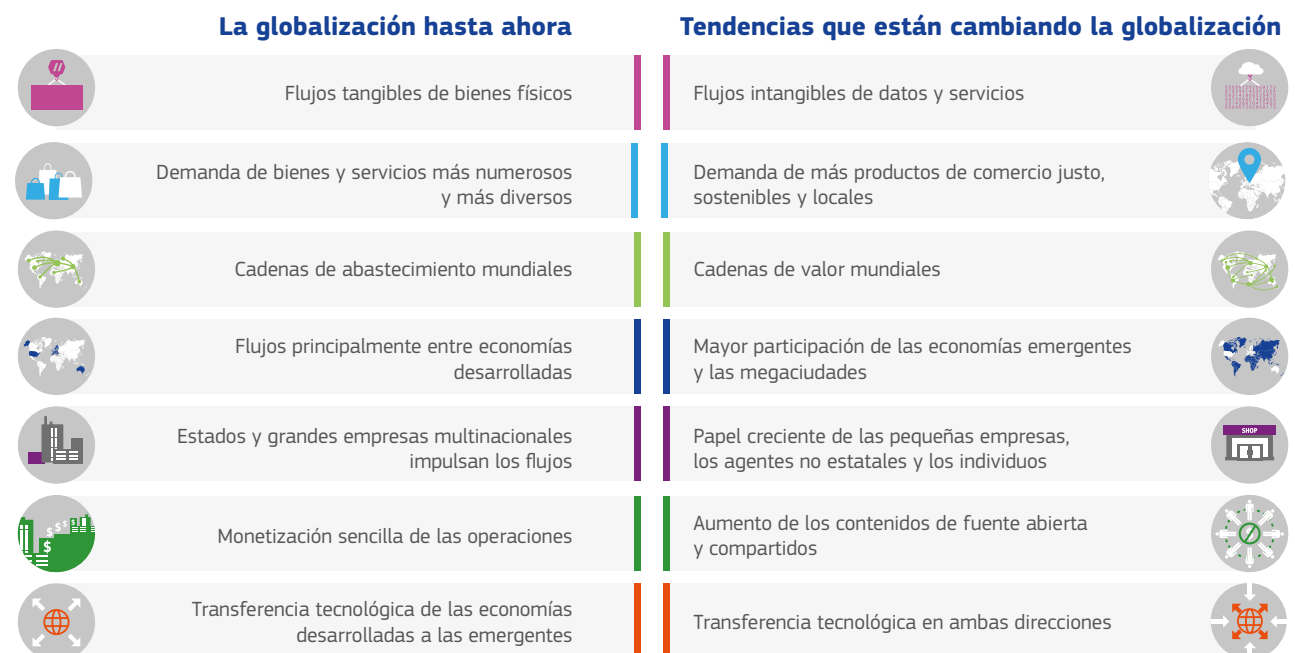 La globalización hasta ahora
Tendencias que están cambiando la globalización
Flujos tangibles de bienes físicos
Flujos intangibles de datos y servicios
Demanda de bienes y servicios más numerosos
y más diversos
Demanda de más productos de comercio justo,
sostenibles y locales
Cadenas de abastecimiento mundiales
Cadenas de valor mundiales
Flujos principalmente entre economías
desarrolladas
Mayor participación de las economías emergentes
y las megaciudades
Estados y grandes empresas multinacionales
impulsan los flujos
Papel creciente de las pequeñas empresas,
los agentes no estatales y los individuos
SHOP
$ $ $ $
Monetización sencilla de las operaciones
Aumento de los contenidos de fuente abierta
y compartidos
Transferencia tecnológica de las economías
desarrolladas a las emergentes
Transferencia tecnológica en ambas direcciones